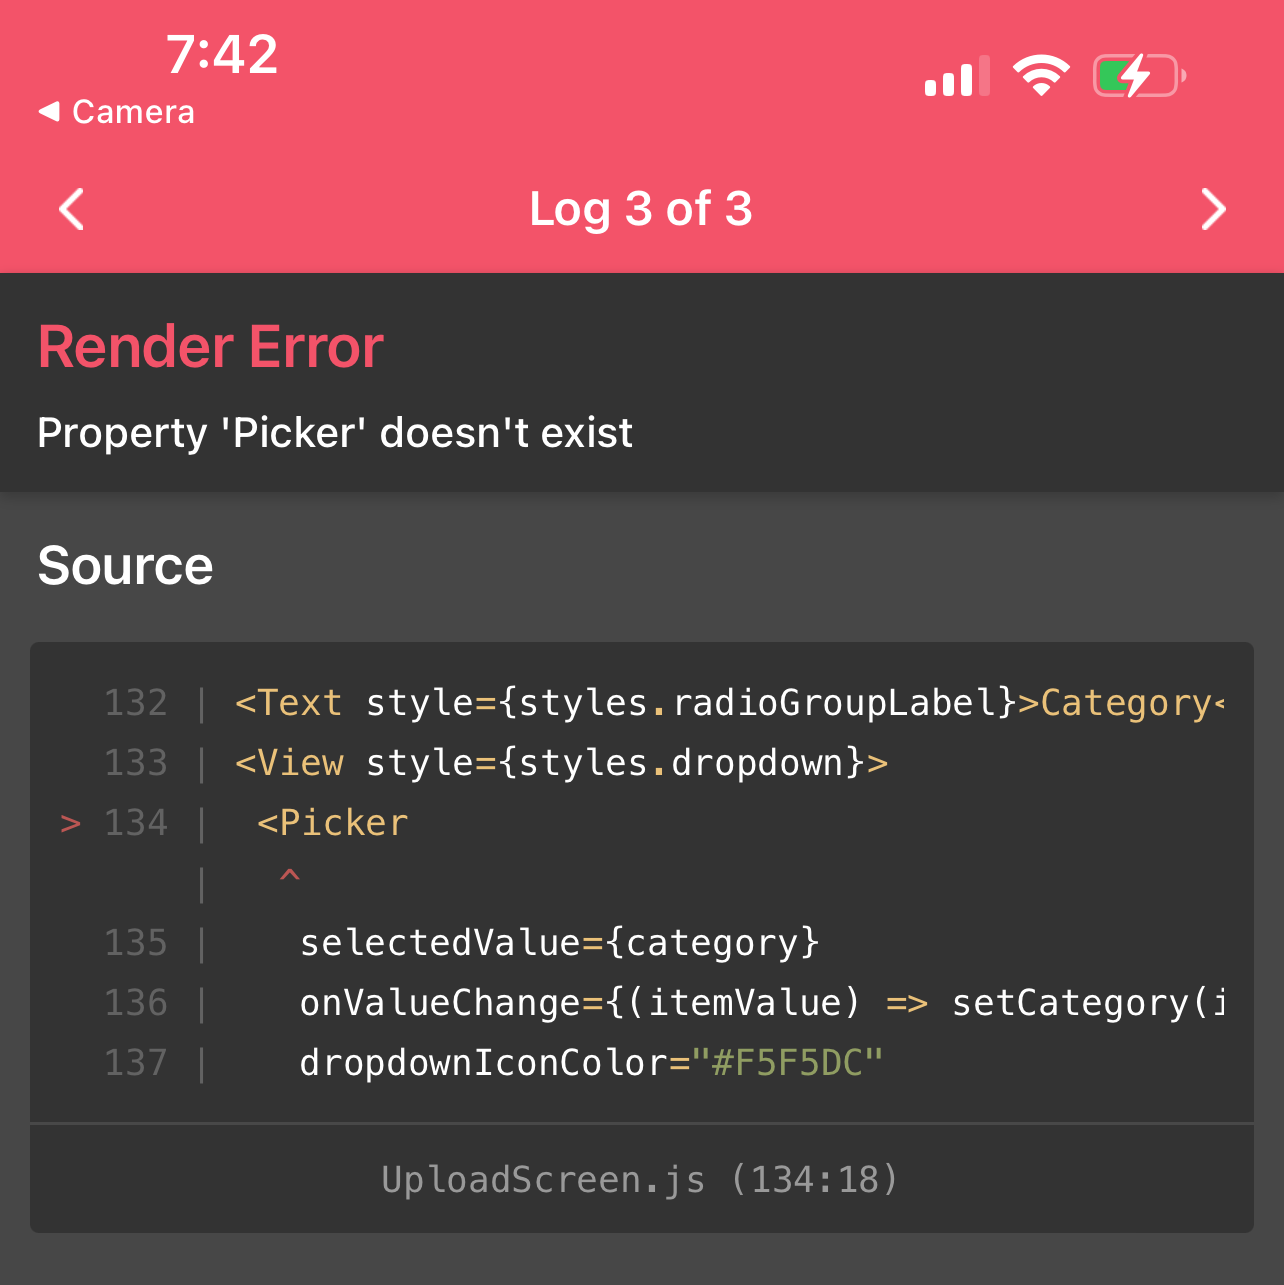 7:42
◀ Camera
Log 3 of 3
Render Error
Property 'Picker' doesn't exist
Source
132 | <Text style={styles.radioGroupLabel}>Category<
133 | <View style={styles.dropdown}>
> 134 |  <Picker
|   ^
135 |    selectedValue={category}
136 |    onValueChange={(itemValue) => setCategory(i
137 |    dropdownIconColor="#F5F5DC"
UploadScreen.js (134:18)